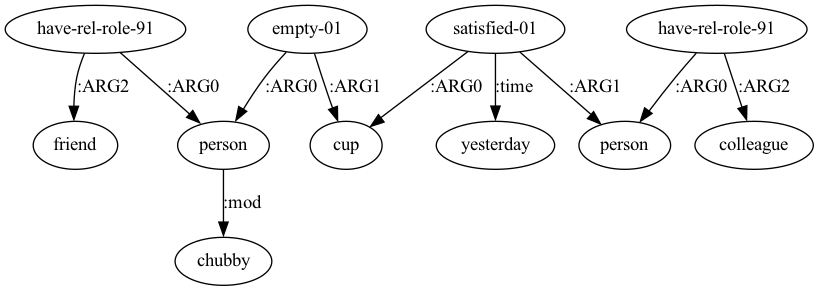 have-rel-role-91 empty-01 satisfied-01 have-rel-role-91
:ARG2 :ARG0 :ARG0 :ARG1 :ARG0 :time :ARG1 :ARG0 :ARG2
friend person cup yesterday person colleague
:mod
chubby